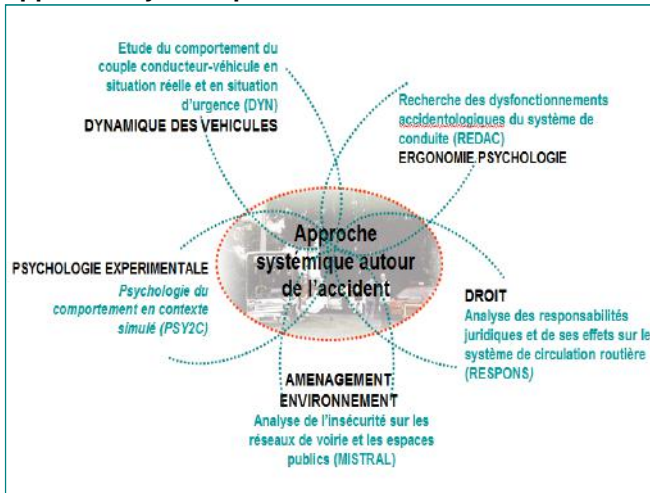 Etude du comportement du
couple conducteur-véhicule en
situation réelle et en situation
d'urgence (DYN)
DYNAMIQUE DES VEHICULES
Recherche des dysfonctionnements
accidentologiques du système de
conduite (REDAC)
ERGONOMIE PSYCHOLOGIE
Approche
systémique autour
de l'accident
PSYCHOLOGIE EXPERIMENTALE
Psychologie du
comportement en contexte
simulé (PSY2C)
DROIT
Analyse des responsabilités
juridiques et de ses effets sur le
système de circulation routière
(RESPONS)
AMENAGEMENT
ENVIRONNEMENT
Analyse de l'insécurité sur les
réseaux de voirie et les espaces
publics (MISTRAL)